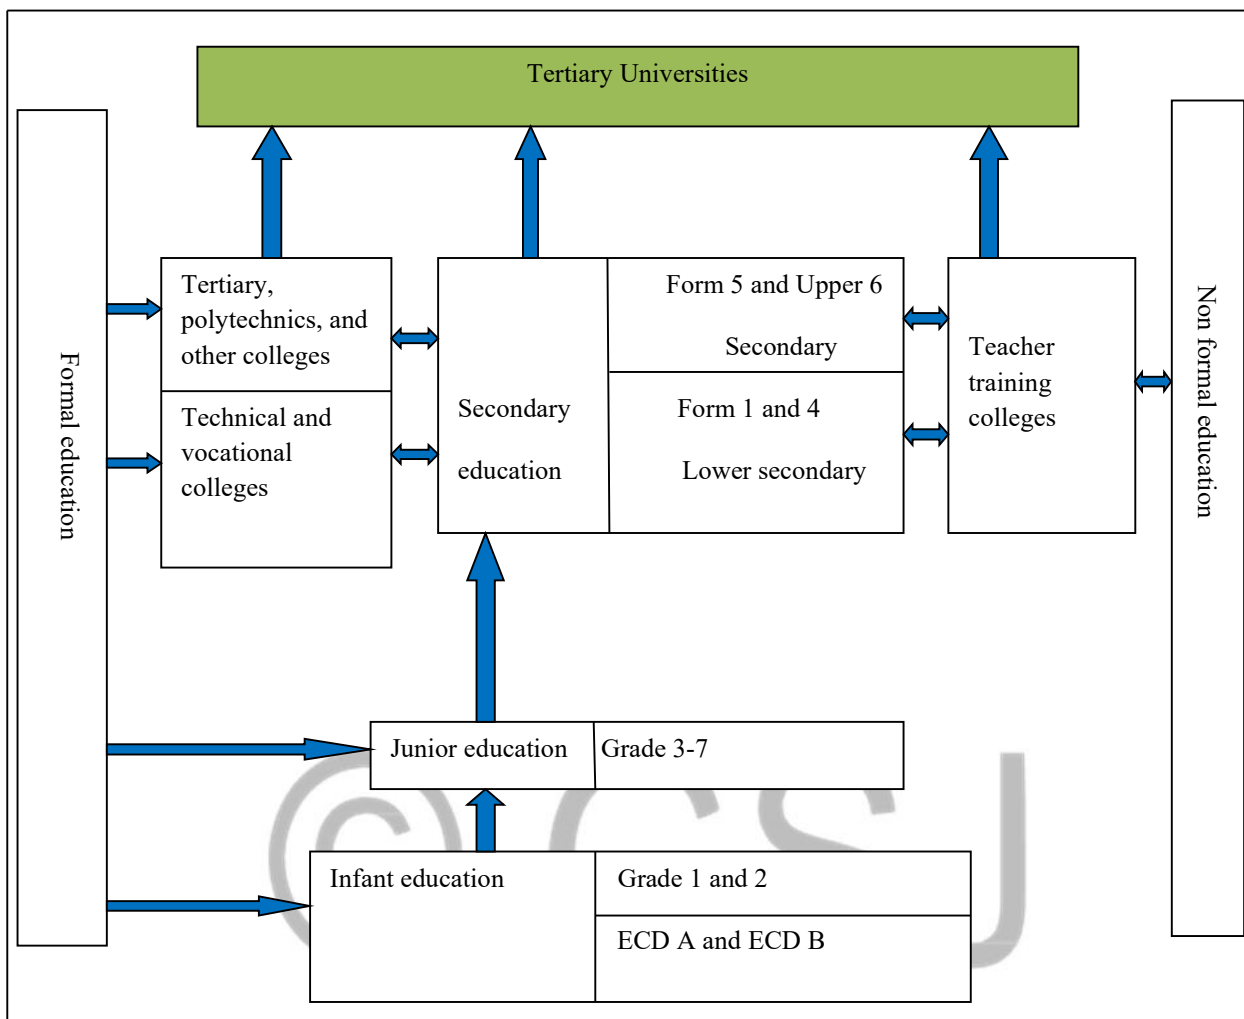 Tertiary Universities
Formal education
Tertiary,
polytechnics, and
other colleges
Technical and
vocational
colleges
Secondary
education
Form 5 and Upper 6
Secondary
Form 1 and 4
Lower secondary
Teacher
training
colleges
Non formal education
Junior education
Grade 3-7
Infant education
Grade 1 and 2
ECD A and ECD B
© GSJ